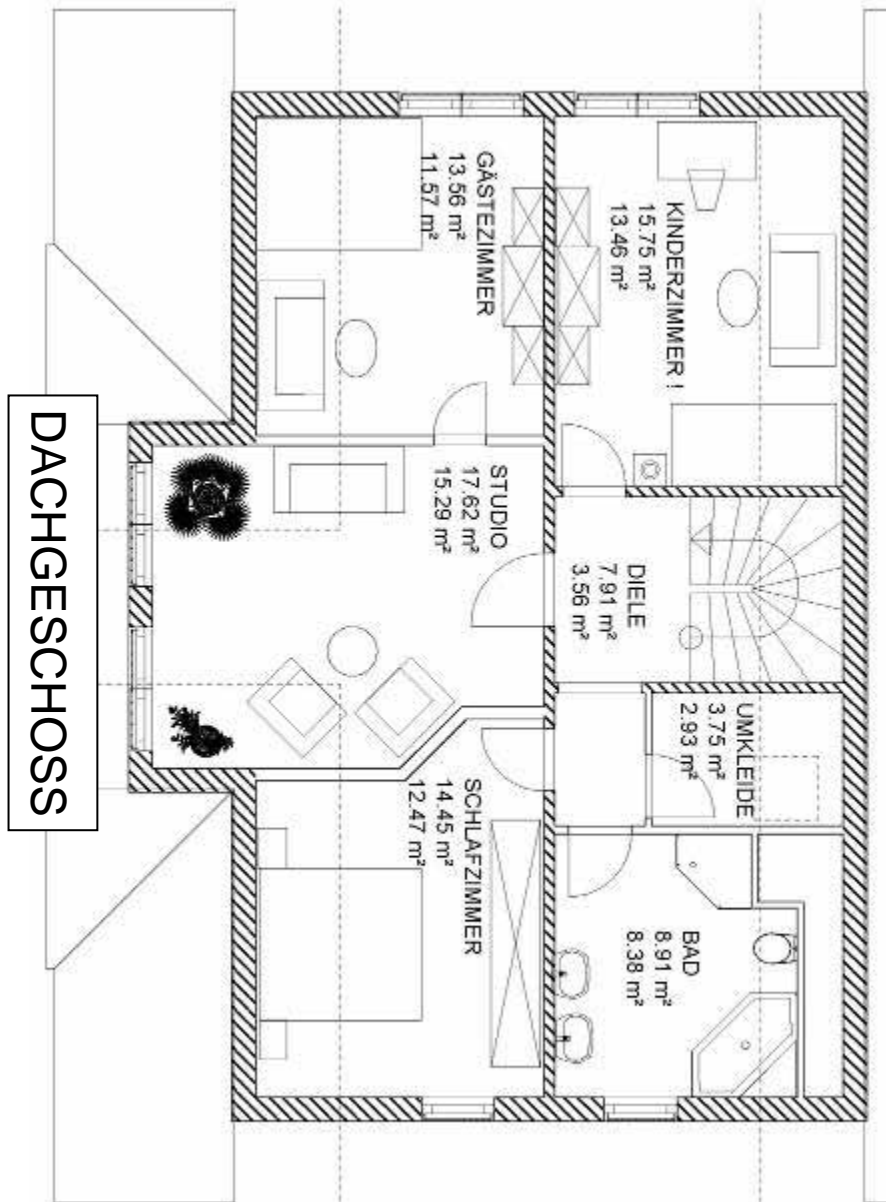 KINDERZIMMER !
15.75 m²
13.46 m²
GÄSTEZIMMER
13.56 m²
11.57 m²
DIELE
7.91 m²
3.56 m²
STUDIO
17.62 m²
15.29 m²
UMKLEIDE
3.75 m²
2.93 m²
BAD
8.91 m²
8.38 m²
SCHLAFZIMMER
14.45 m²
12.47 m²
DACHGESCHOSS